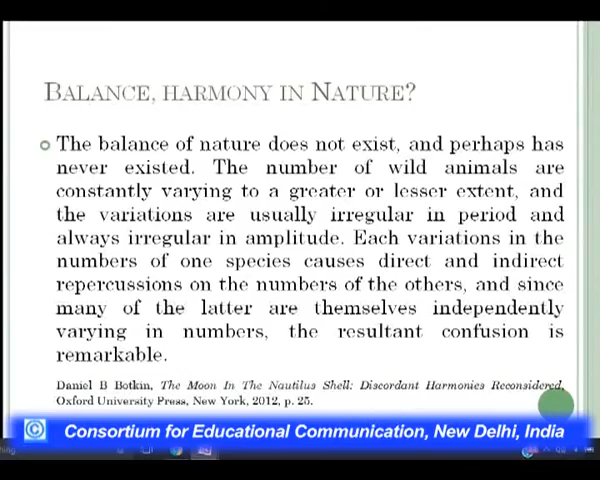 BALANCE, HARMONY IN NATURE?
The balance of nature does not exist, and perhaps has
never existed. The number of wild animals are
constantly varying to a greater or lesser extent, and
the variations are usually irregular in period and
always irregular in amplitude. Each variations in the
numbers of one species causes direct and indirect
repercussions on the numbers of the others, and since
many of the latter are themselves independently
varying in numbers, the resultant confusion is
remarkable.
Daniel B Botkin, The Moon In The Nautilus Shell: Discordant Harmonies Reconsidered,
Oxford University Press, New York, 2012, p. 25.
© Consortium for Educational Communication, New Delhi, India